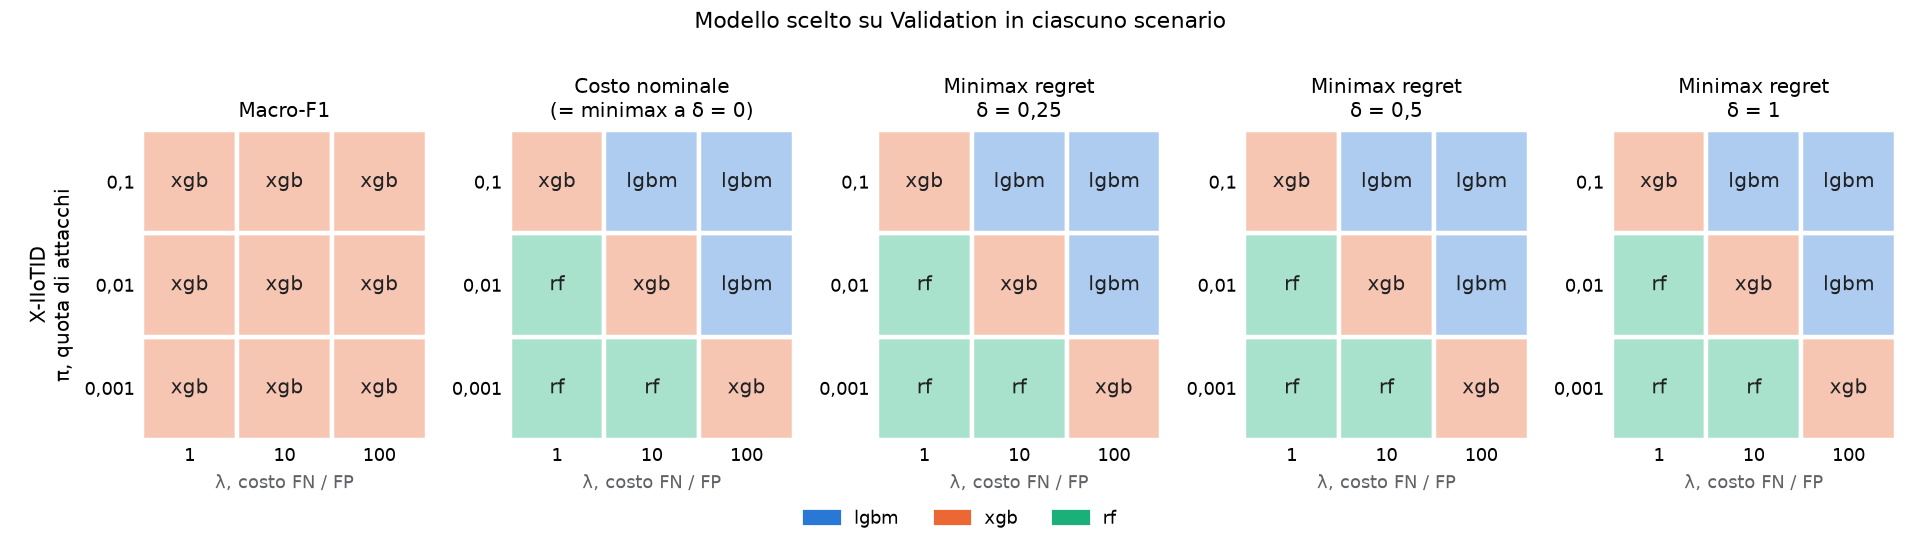 Modello scelto su Validation in ciascuno scenario
Macro-F1
Costo nominale
(= minimax a δ = 0)
Minimax regret
δ = 0,25
Minimax regret
δ = 0,5
Minimax regret
δ = 1
X-IIoTID
π, quota di attacchi
0,1 xgb xgb xgb
0,01 xgb xgb xgb
0,001 xgb xgb xgb
1 10 100
λ, costo FN / FP
0,1 xgb lgbm lgbm
0,01 rf xgb lgbm
0,001 rf rf xgb
1 10 100
λ, costo FN / FP
0,1 xgb lgbm lgbm
0,01 rf xgb lgbm
0,001 rf rf xgb
1 10 100
λ, costo FN / FP
0,1 xgb lgbm lgbm
0,01 rf xgb lgbm
0,001 rf rf xgb
1 10 100
λ, costo FN / FP
0,1 xgb lgbm lgbm
0,01 rf xgb lgbm
0,001 rf rf xgb
1 10 100
λ, costo FN / FP
lgbm xgb rf